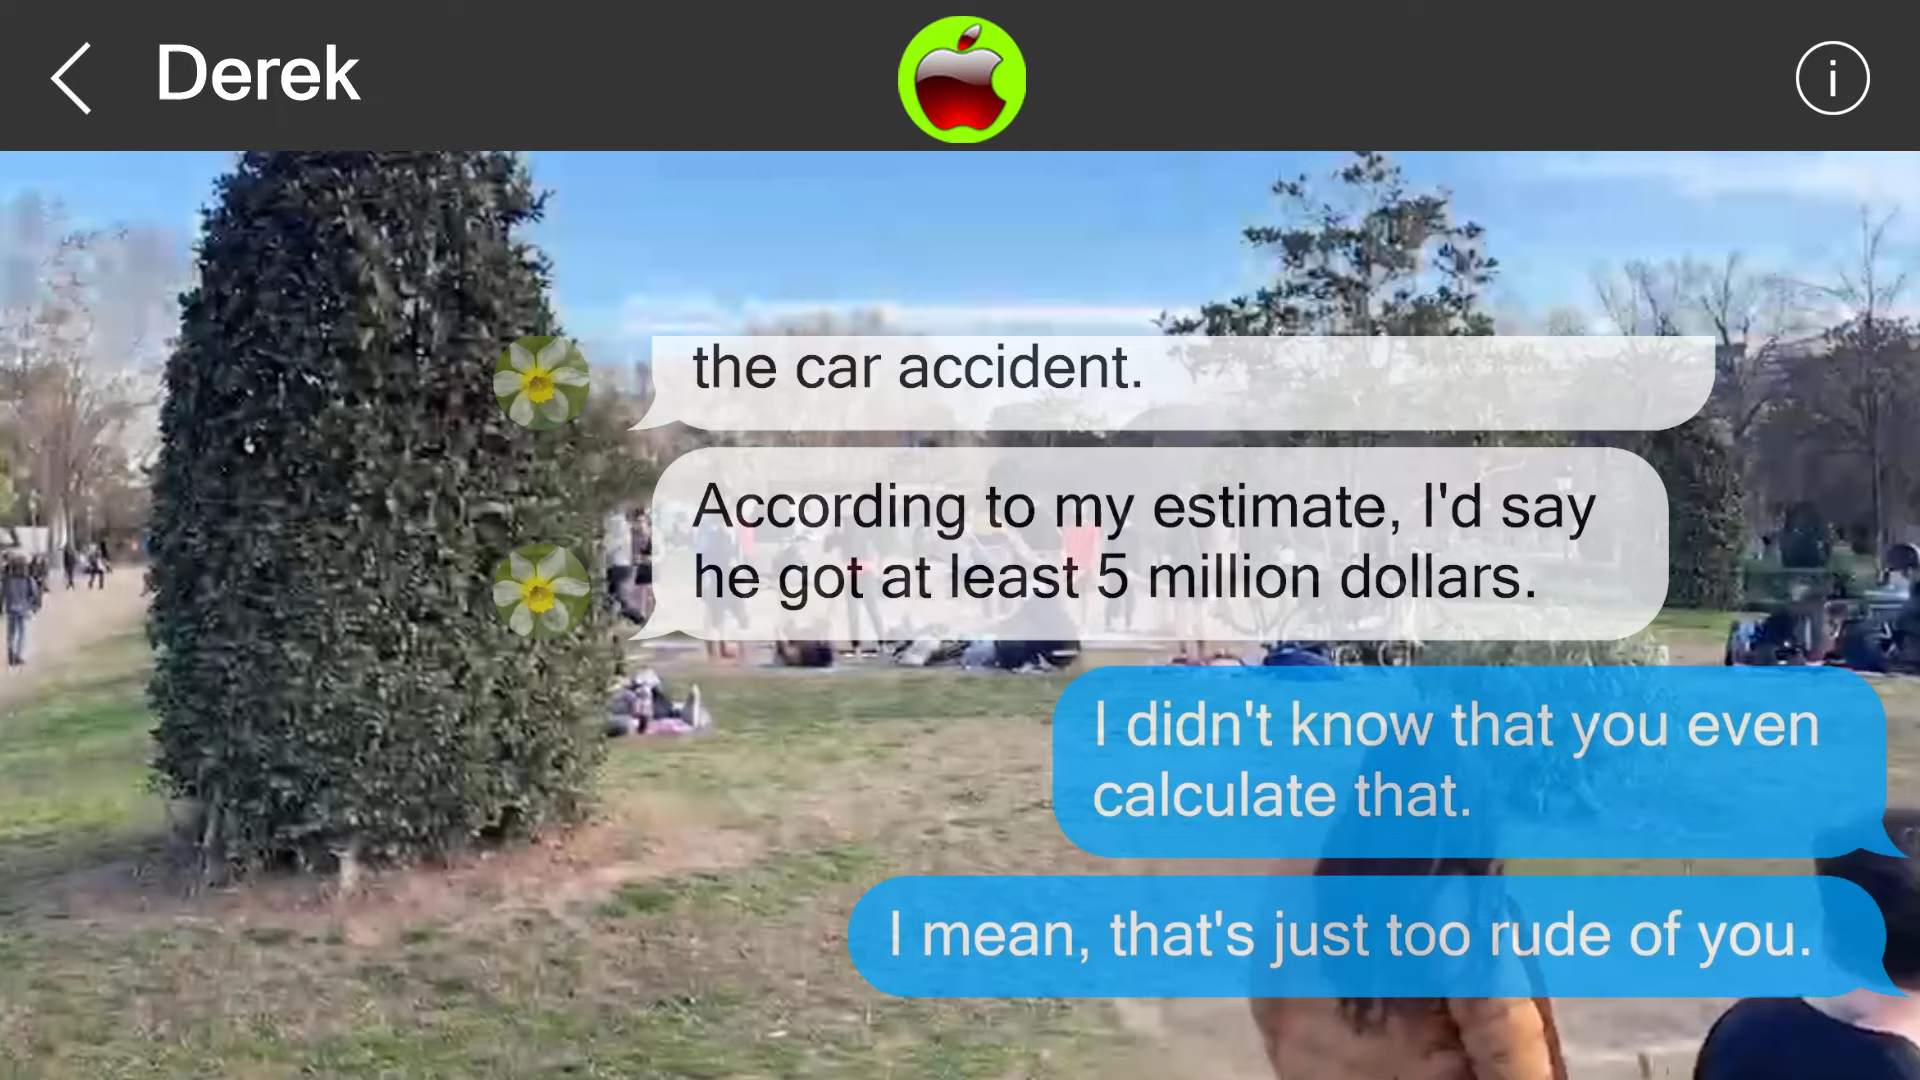 Derek
i
the car accident.
According to my estimate, I'd say
he got at least 5 million dollars.
I didn't know that you even
calculate that.
I mean, that's just too rude of you.